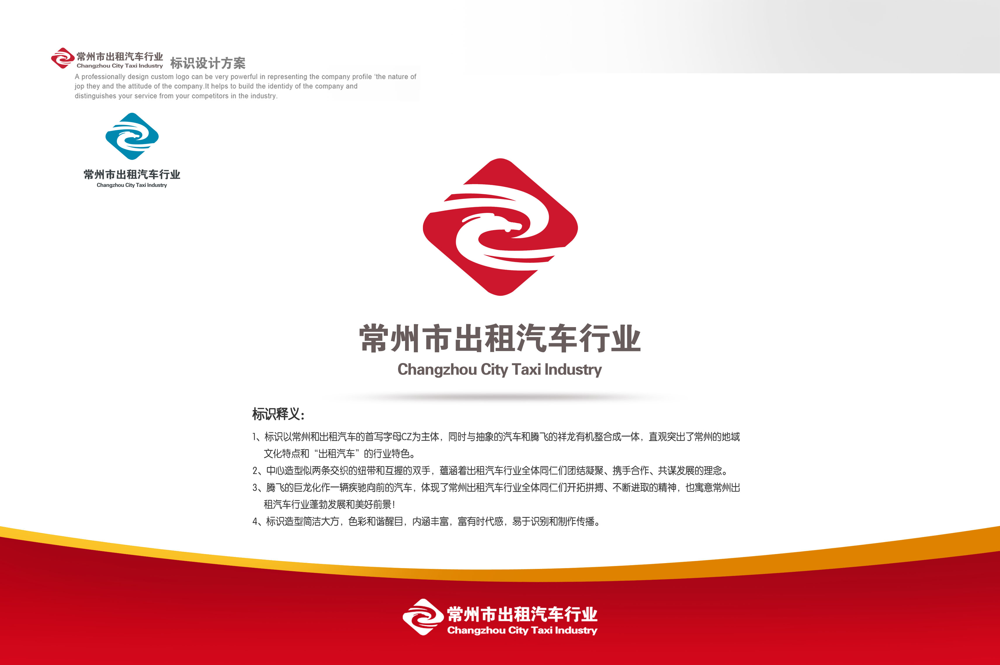 常州市出租汽车行业
Changzhou City Taxi Industry
标识设计方案
A professionally design custom logo can be very powerful in representing the company profile ‘the nature of
jop they and the attitude of the company.It helps to build the identidy of the company and
distinguishes your service from your competitors in the industry.
常州市出租汽车行业
Changzhou City Taxi Industry
常州市出租汽车行业
Changzhou City Taxi Industry
标识释义：
1、标识以常州和出租汽车的首写字母CZ为主体，同时与抽象的汽车和腾飞的祥龙有机整合成一体，直观突出了常州的地域
文化特点和“出租汽车”的行业特色。
2、中心造型似两条交织的纽带和互握的双手，蕴涵着出租汽车行业全体同仁们团结凝聚、携手合作、共谋发展的理念。
3、腾飞的巨龙化作一辆疾驰向前的汽车，体现了常州出租汽车行业全体同仁们开拓拼搏、不断进取的精神，也寓意常州出
租汽车行业蓬勃发展和美好前景！
4、标识造型简洁大方，色彩和谐醒目，内涵丰富，富有时代感，易于识别和制作传播。
常州市出租汽车行业
Changzhou City Taxi Industry